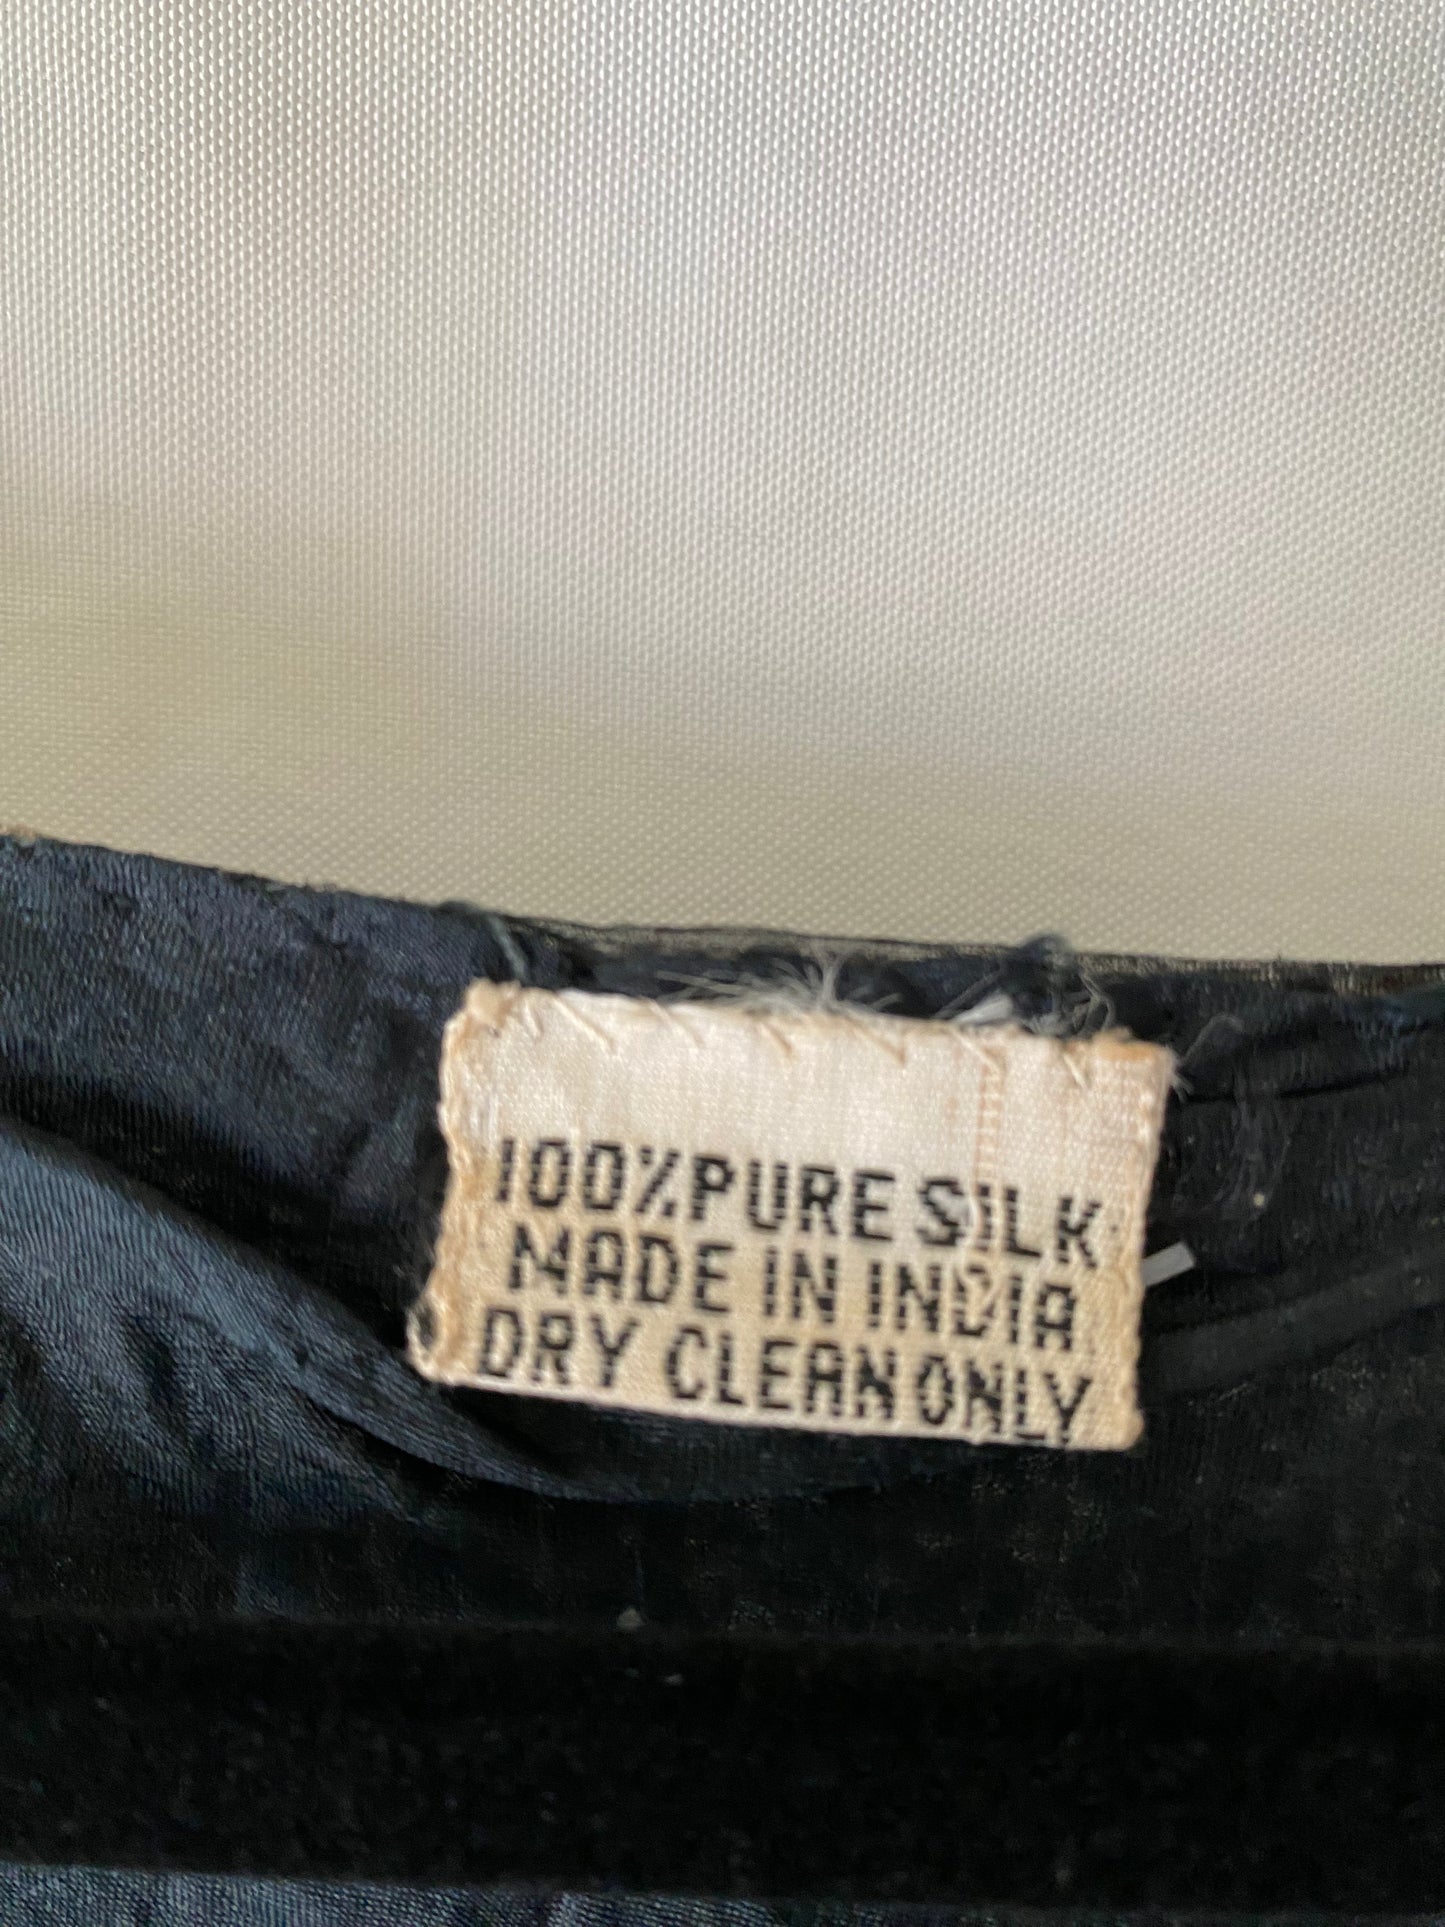 100%PURE SILK
MADE IN INDIA
DRY CLEAN ONLY